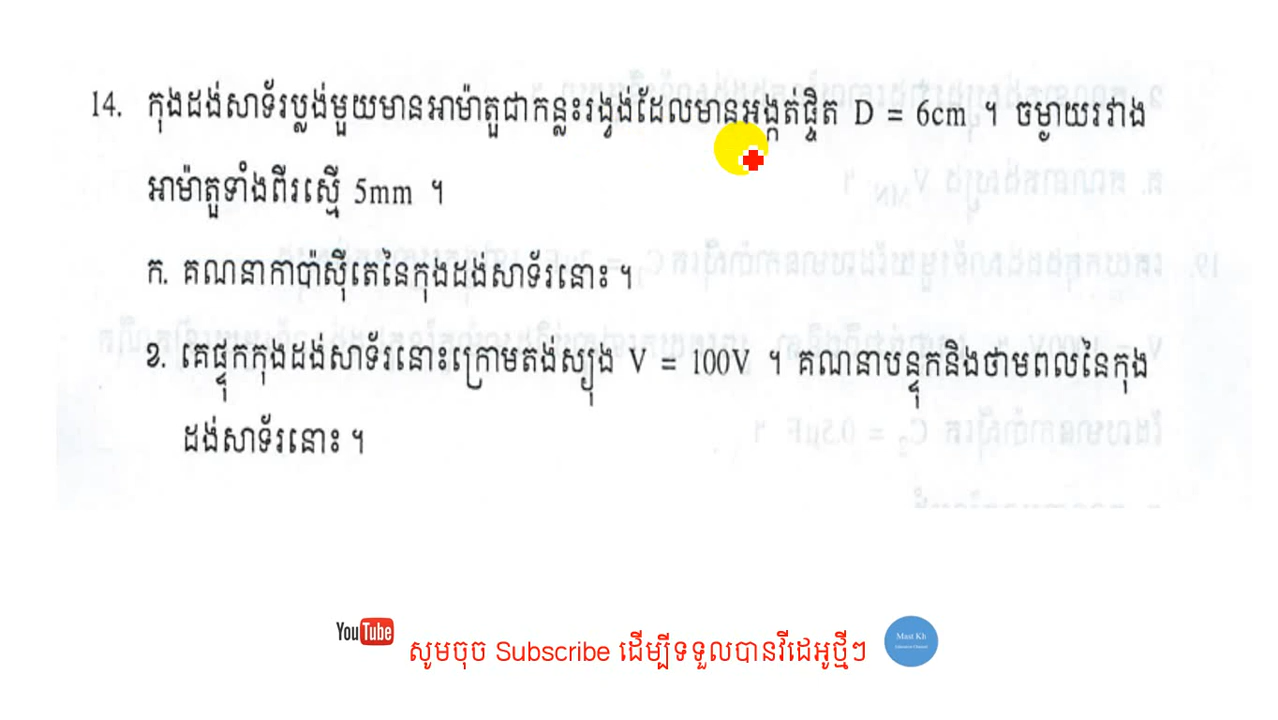 14. កុងដង់សាទ័រប្លង់មួយមានអាម៉ាតួជាកន្លះរង្វង់ដែលមានអង្កត់ផ្ចិត D = 6cm ។ ចម្ងាយរវាង
អាម៉ាតួទាំងពីរស្មើ 5mm ។
ក. គណនាកាប៉ាស៊ីតេនៃកុងដង់សាទ័រនោះ ។
ខ. គេផ្ទុកកុងដង់សាទ័រនោះក្រោមតង់ស្យុង V = 100V ។ គណនាបន្ទុកនិងថាមពលនៃកុង
ដង់សាទ័រនោះ ។
YouTube
សូមចុច Subscribe ដើម្បីទទួលបានវីដេអូថ្មីៗ
Mast Kh